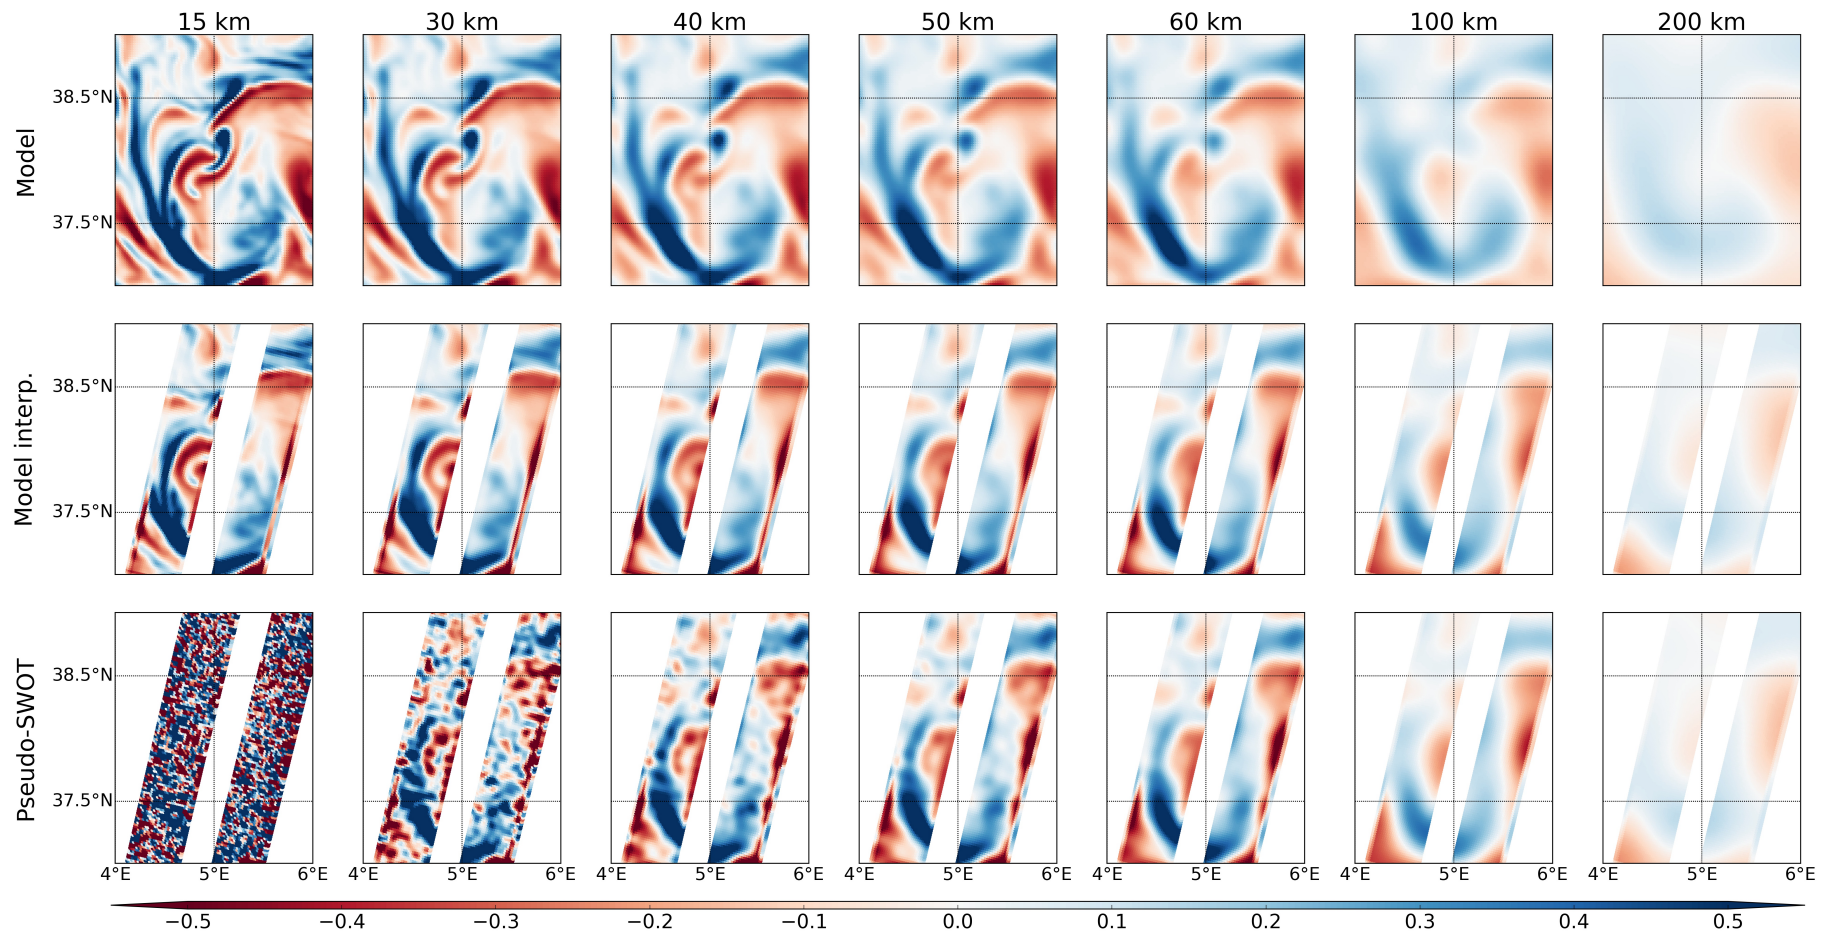 15 km 30 km 40 km 50 km 60 km 100 km 200 km
Model
38.5°N
37.5°N
Model interp.
38.5°N
37.5°N
Pseudo-SWOT
38.5°N
37.5°N
4°E 5°E 6°E 4°E 5°E 6°E 4°E 5°E 6°E 4°E 5°E 6°E 4°E 5°E 6°E 4°E 5°E 6°E 4°E 5°E 6°E
−0.5 −0.4 −0.3 −0.2 −0.1 0.0 0.1 0.2 0.3 0.4 0.5